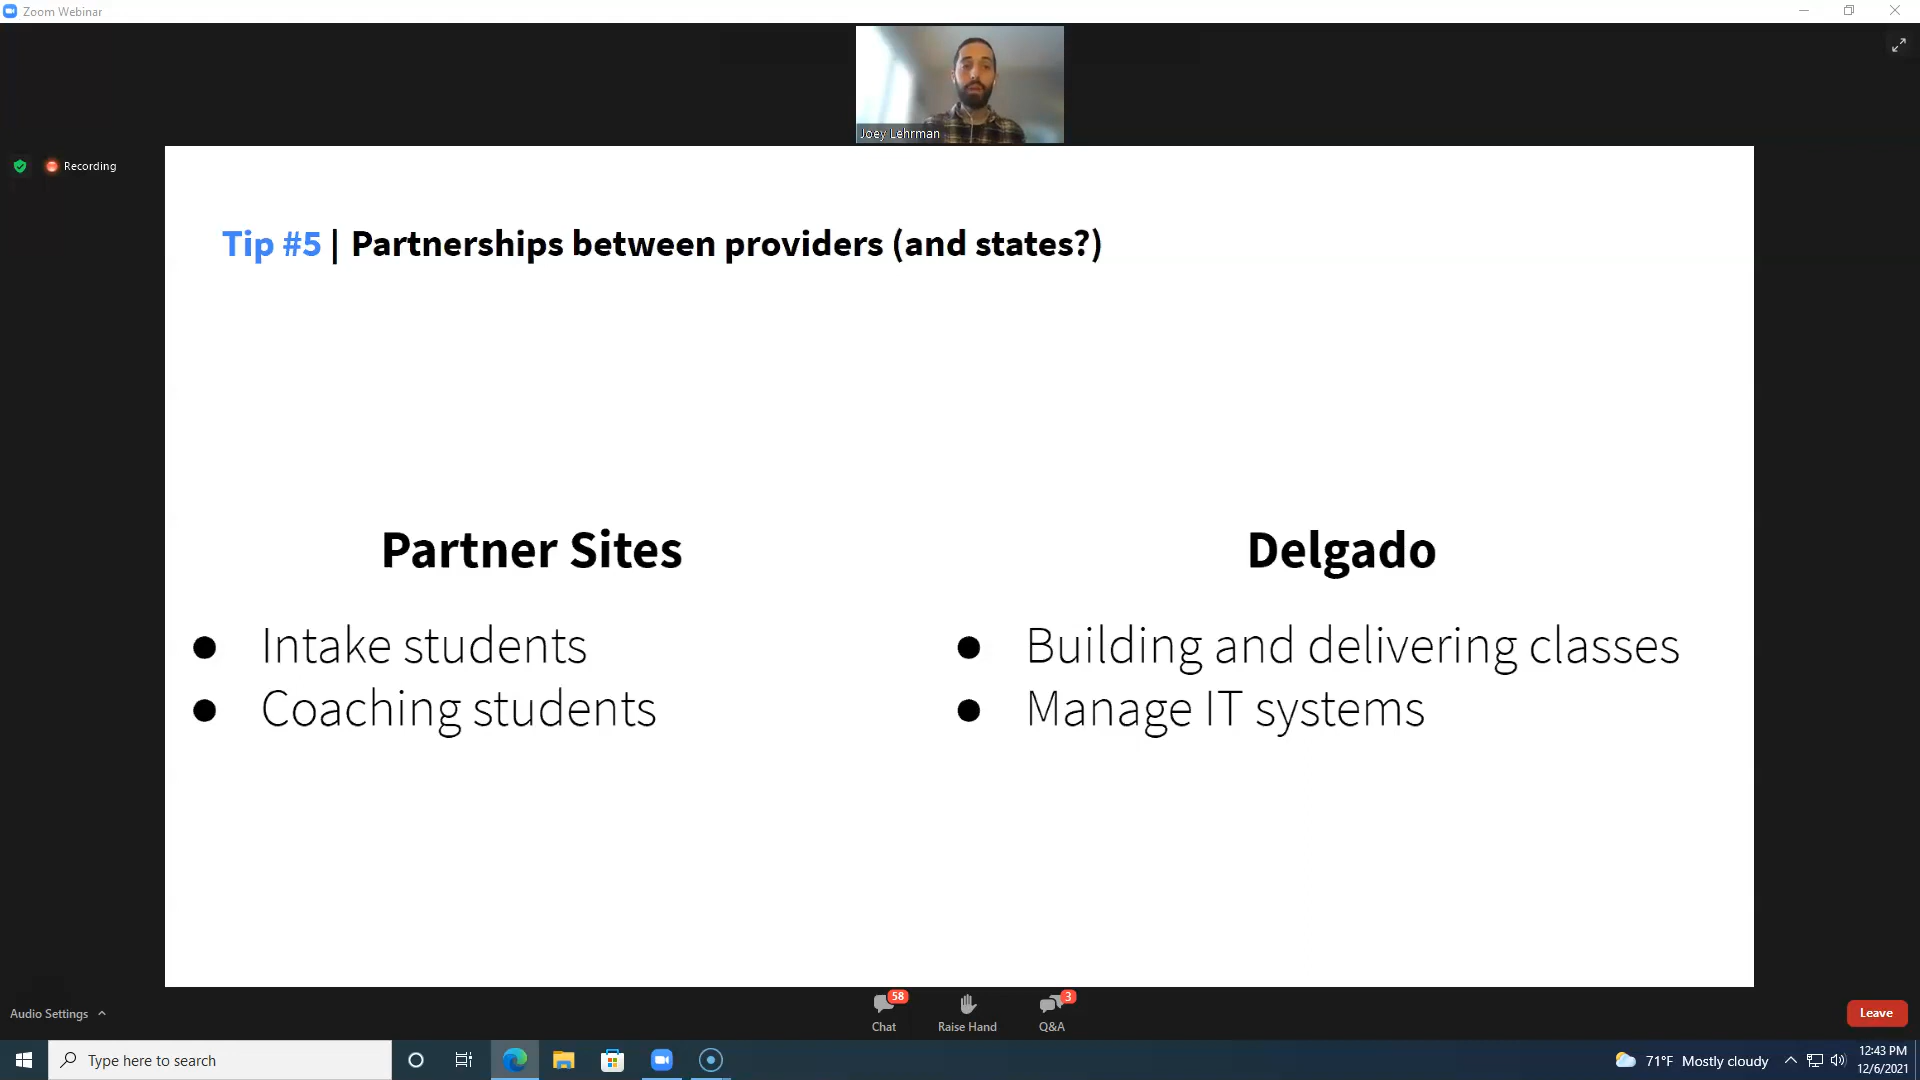 Zoom Webinar
Joey Lehrman
Recording
Tip #5 | Partnerships between providers (and states?)
Partner Sites
● Intake students
● Coaching students
Delgado
● Building and delivering classes
● Manage IT systems
Audio Settings
58
Chat
Raise Hand
3
Q&A
Leave
Type here to search
71°F Mostly cloudy
12:43 PM
12/6/2021